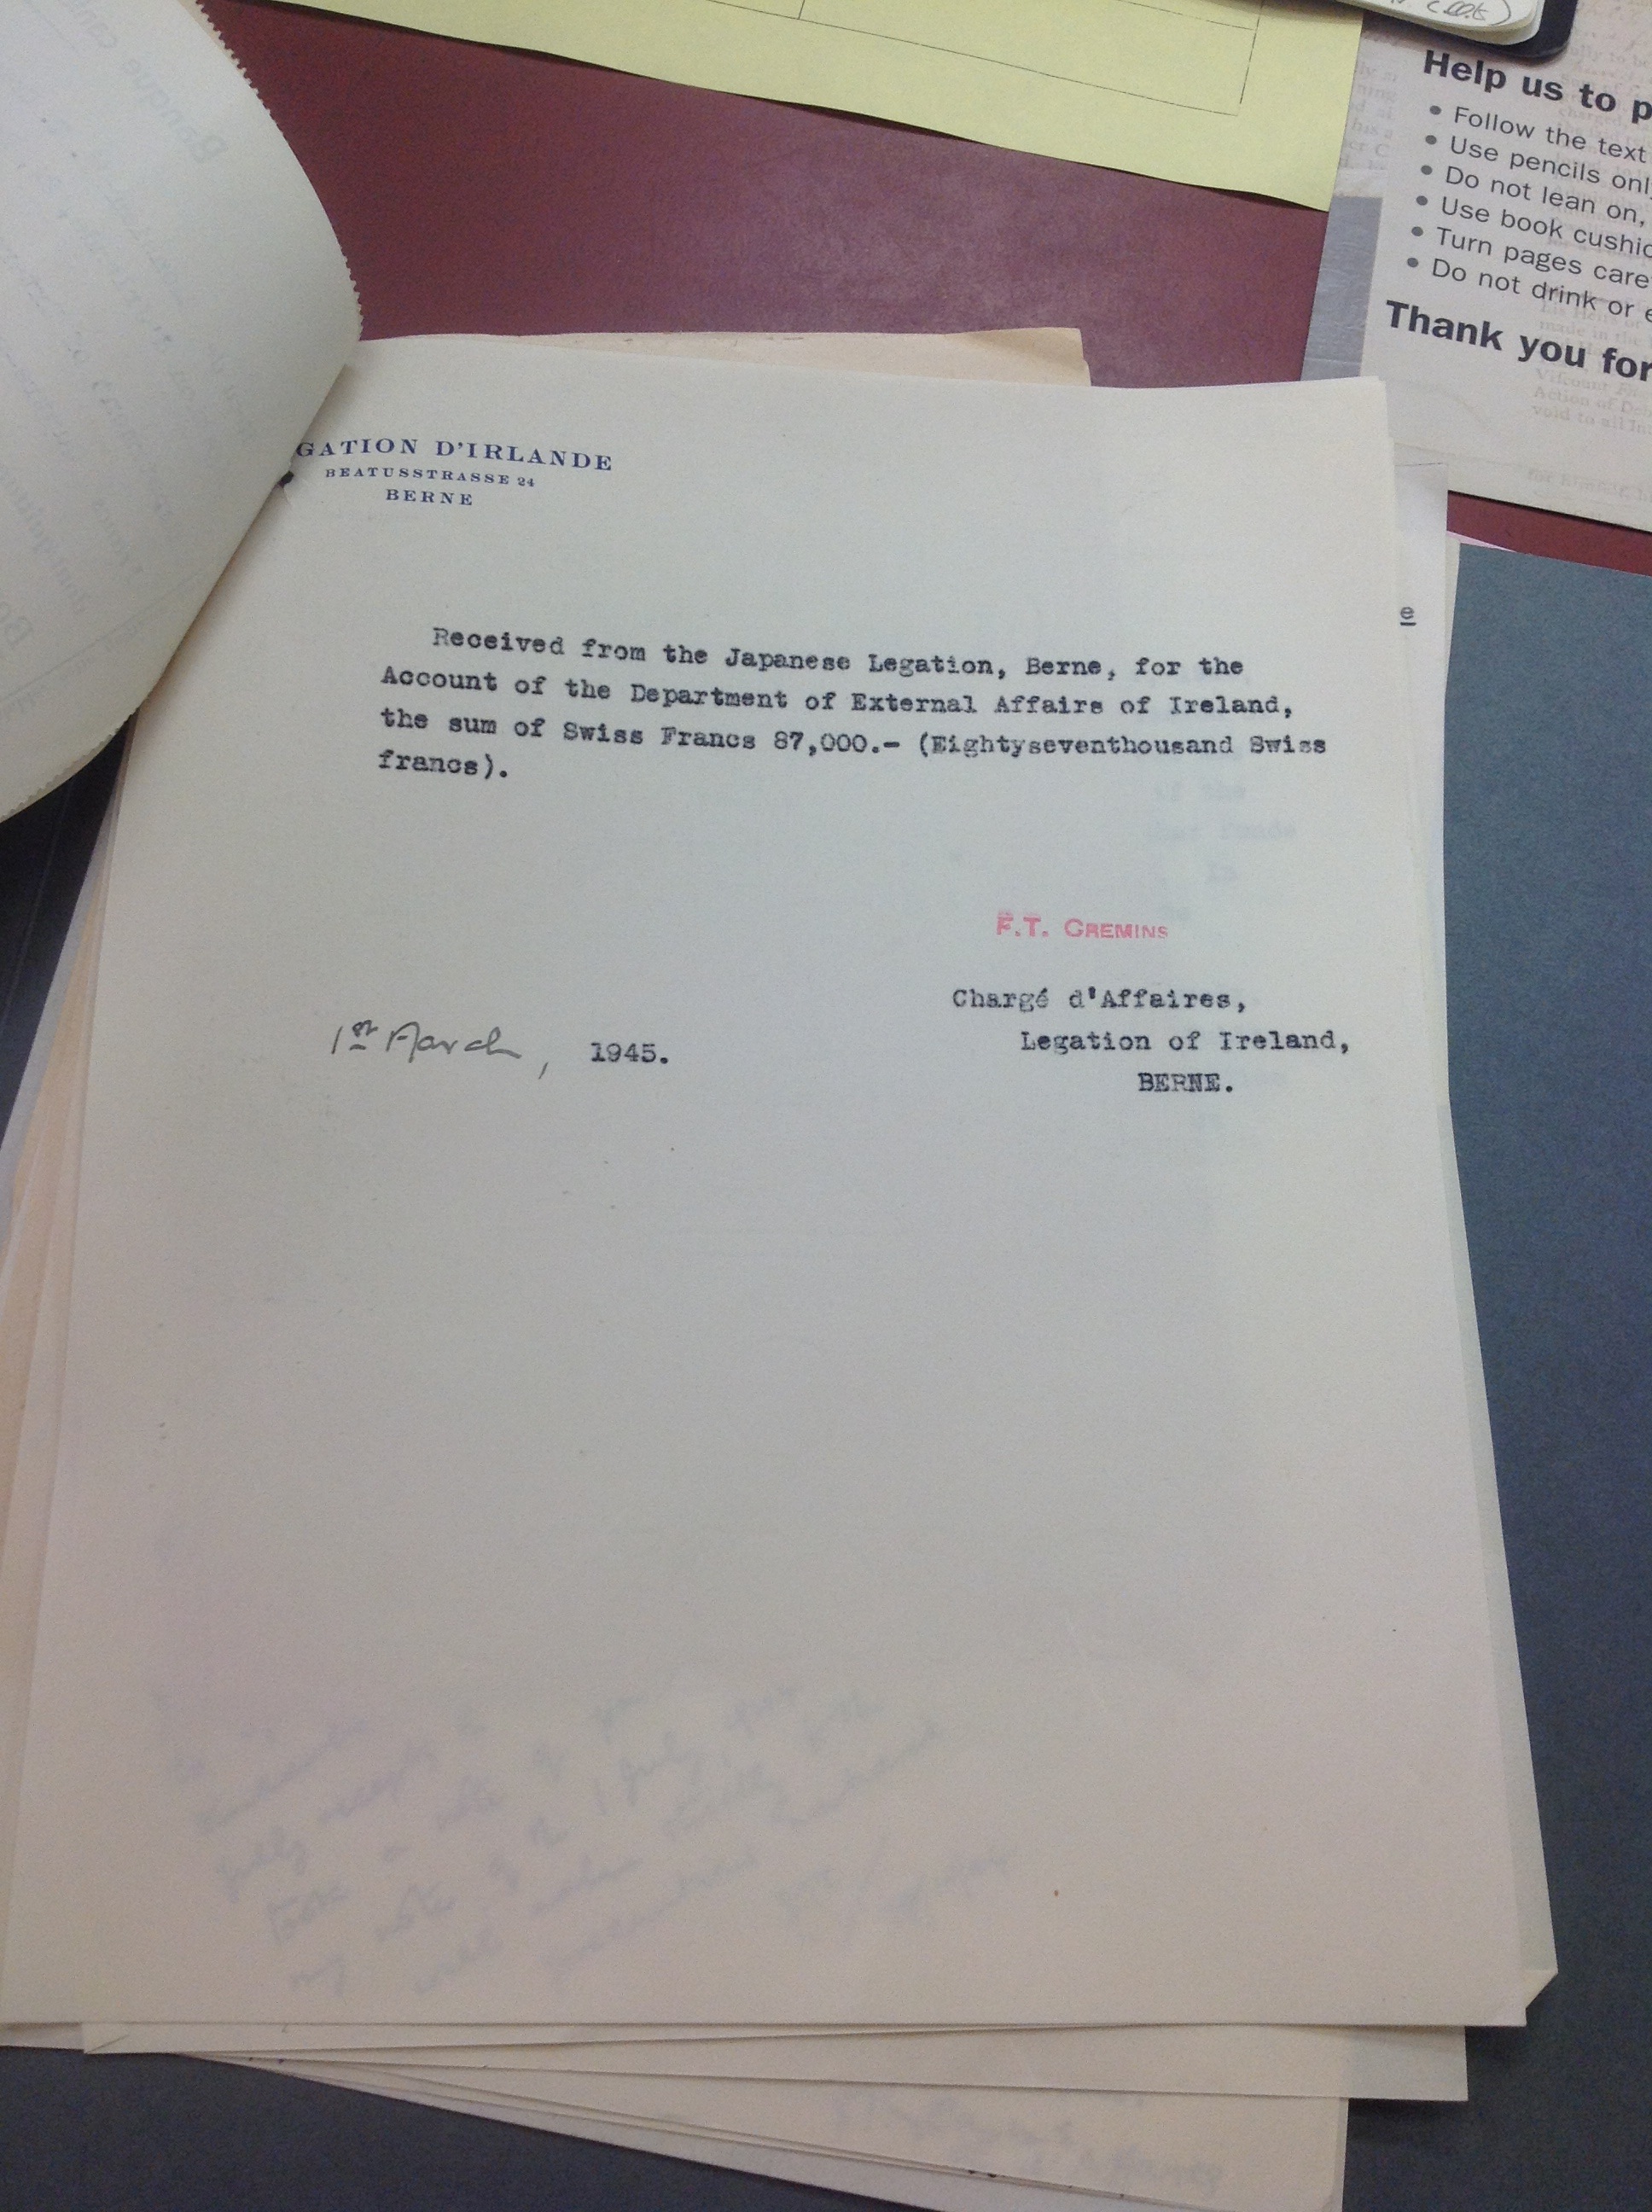 Help us to p
• Follow the text
• Use pencils onl
• Do not lean on,
• Use book cushio
• Turn pages care
• Do not drink or e
Thank you for
GATION D'IRLANDE
BEATUSSTRASSE 24
BERNE
e
Received from the Japanese Legation, Berne, for the
Account of the Department of External Affairs of Ireland,
the sum of Swiss Francs 87,000.- (Eightyseventhousand Swiss
francs).
F.T. CREMINS
Chargé d'Affaires,
Legation of Ireland,
BERNE.
1st March, 1945.